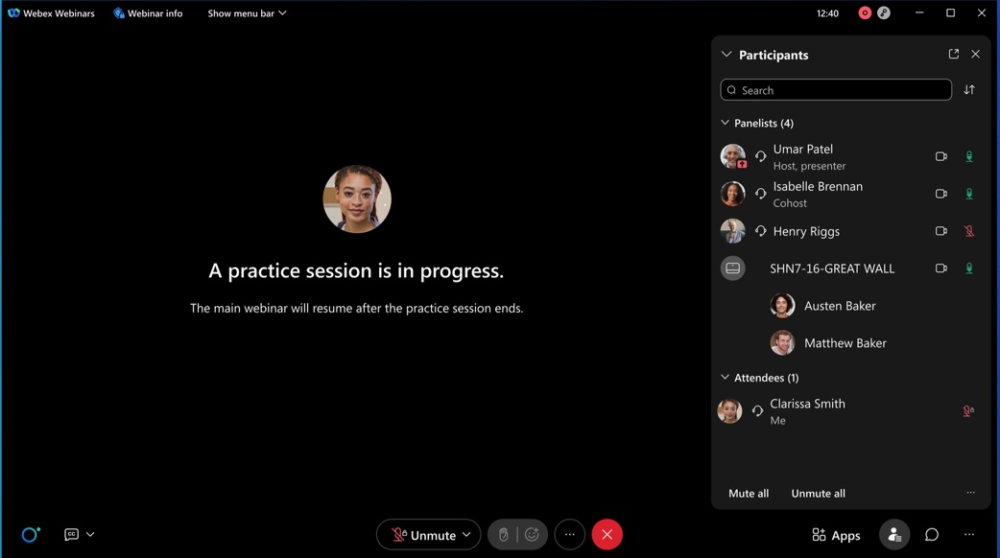 Webex Webinars Webinar info Show menu bar 12:40
Participants
Search
Panelists (4)
Umar Patel
Host, presenter
Isabelle Brennan
Cohost
Henry Riggs
SHN7-16-GREAT WALL
Austen Baker
Matthew Baker
Attendees (1)
Clarissa Smith
Me
Mute all Unmute all
A practice session is in progress.
The main webinar will resume after the practice session ends.
CC Unmute Apps